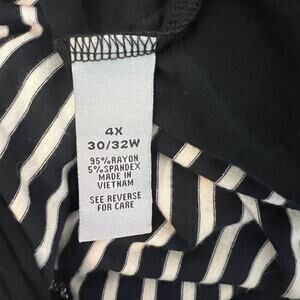 4X
30/32W
95%RAYON
5%SPANDEX
MADE IN
VIETNAM
SEE REVERSE
FOR CARE